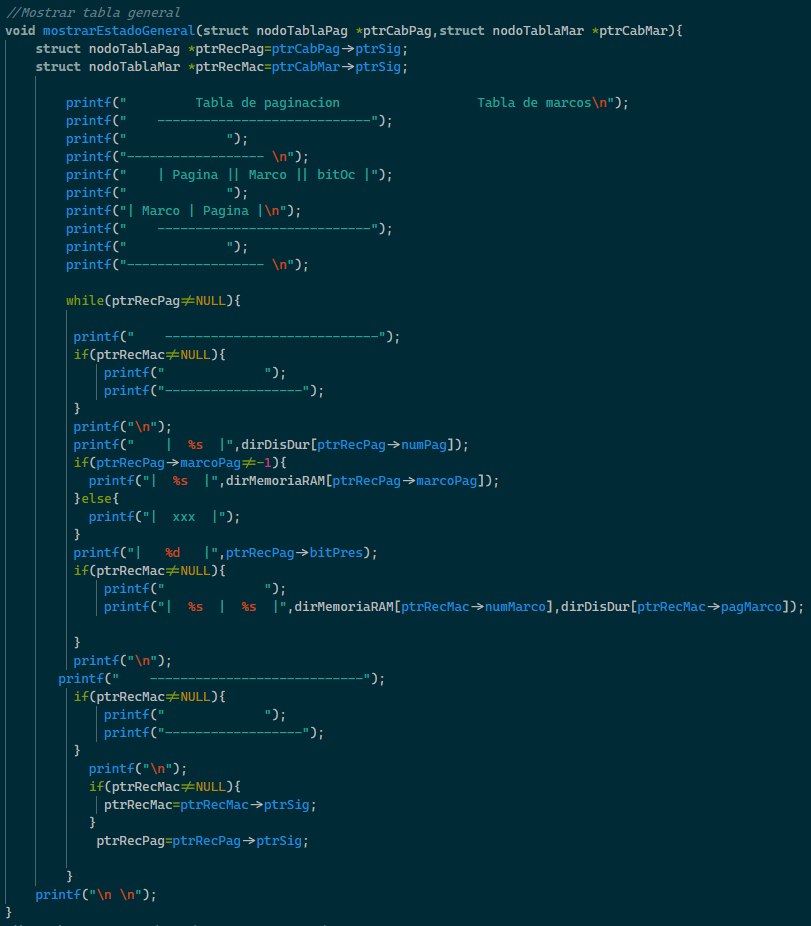 //Mostrar tabla general
void mostrarEstadoGeneral(struct nodoTablaPag *ptrCabPag,struct nodoTablaMar *ptrCabMar){
    struct nodoTablaPag *ptrRecPag=ptrCabPag->ptrSig;
    struct nodoTablaMar *ptrRecMac=ptrCabMar->ptrSig;

        printf("         Tabla de paginacion                  Tabla de marcos\n");
        printf("    ----------------------------");
        printf("             ");
        printf("------------------ \n");
        printf("    | Pagina || Marco || bitOc |");
        printf("             ");
        printf("| Marco | Pagina |\n");
        printf("    ----------------------------");
        printf("             ");
        printf("------------------ \n");

        while(ptrRecPag!=NULL){

         printf("    ----------------------------");
         if(ptrRecMac!=NULL){
             printf("             ");
             printf("------------------");
         }
         printf("\n");
         printf("    |  %s  |",dirDisDur[ptrRecPag->numPag]);
         if(ptrRecPag->marcoPag!=-1){
           printf("|  %s  |",dirMemoriaRAM[ptrRecPag->marcoPag]);
         }else{
           printf("|  xxx  |");
         }
         printf("|   %d   |",ptrRecPag->bitPres);
         if(ptrRecMac!=NULL){
             printf("             ");
             printf("|  %s  |  %s  |",dirMemoriaRAM[ptrRecMac->numMarco],dirDisDur[ptrRecMac->pagMarco]);

         }
         printf("\n");
       printf("    ----------------------------");
         if(ptrRecMac!=NULL){
             printf("             ");
             printf("------------------");
         }
           printf("\n");
           if(ptrRecMac!=NULL){
             ptrRecMac=ptrRecMac->ptrSig;
           }
            ptrRecPag=ptrRecPag->ptrSig;

        }
    printf("\n \n");
}